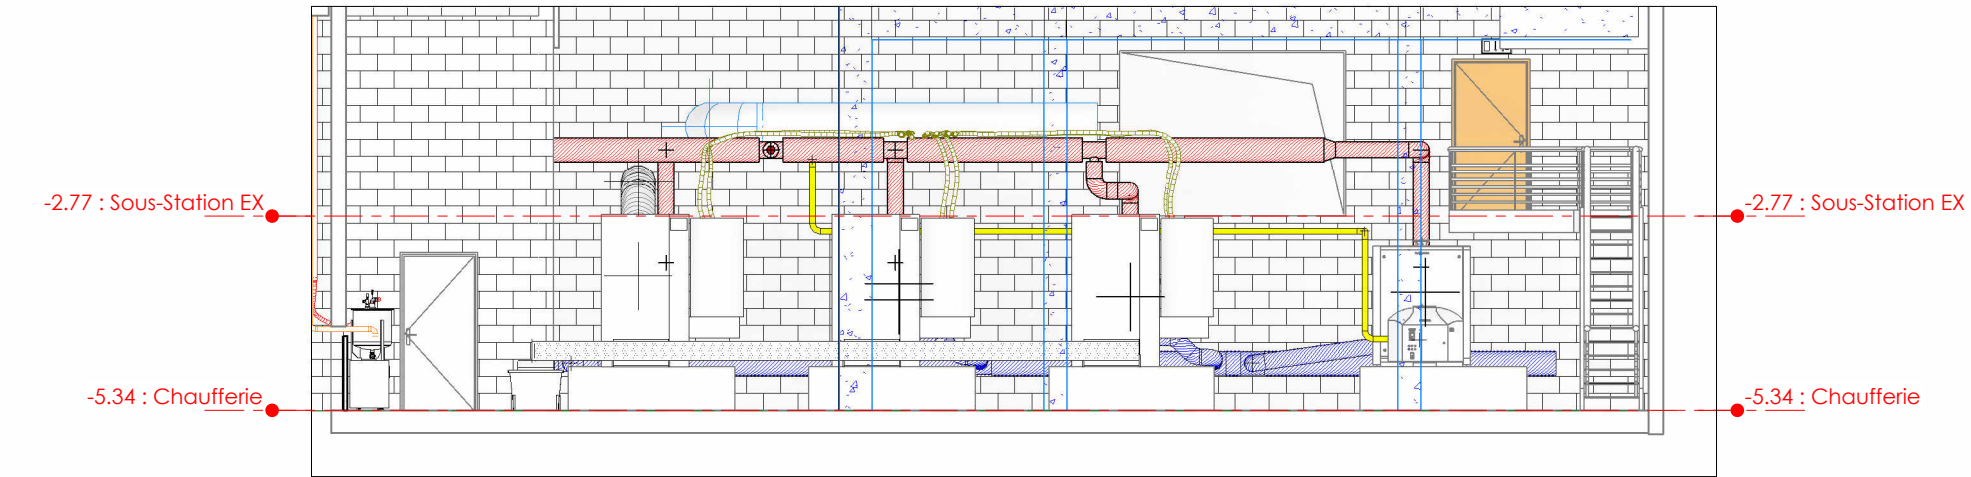 -2.77 : Sous-Station EX
-2.77 : Sous-Station EX
-5.34 : Chaufferie
-5.34 : Chaufferie